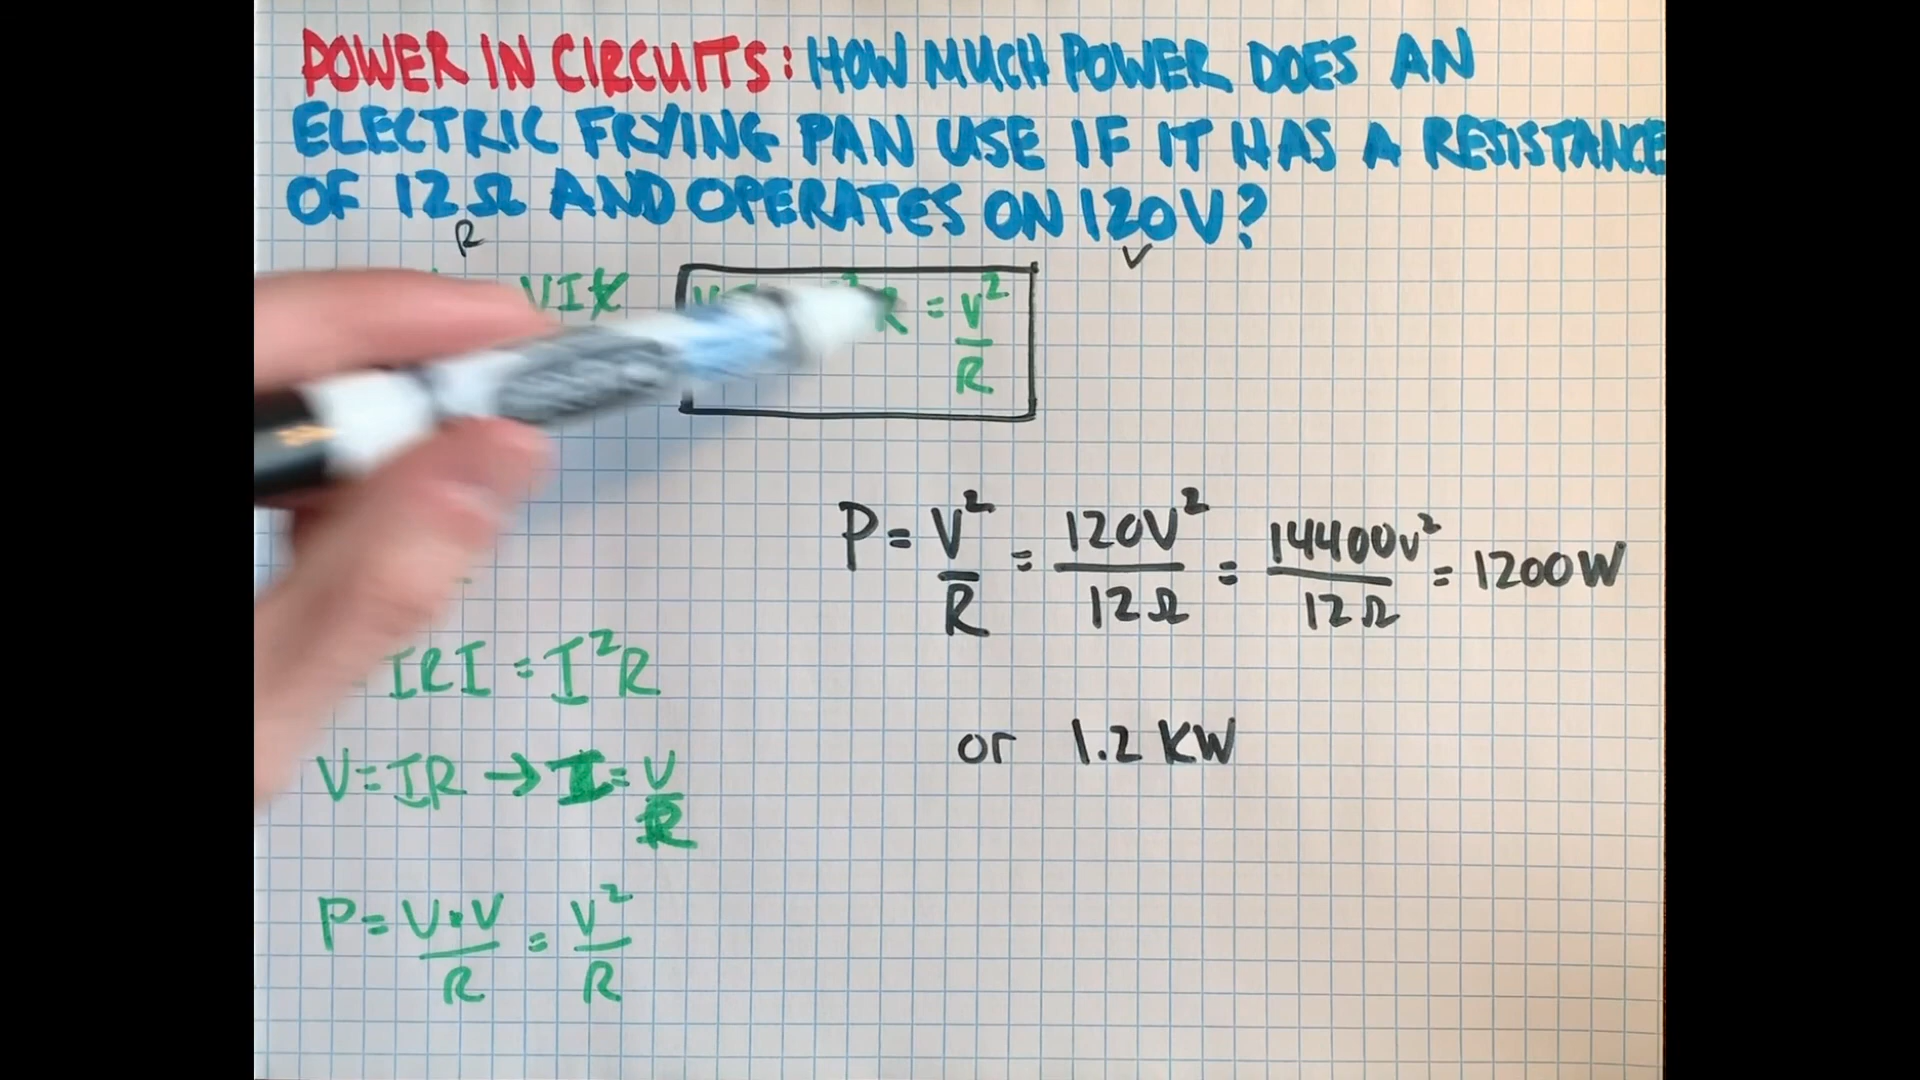 POWER IN CIRCUITS: HOW MUCH POWER DOES AN
ELECTRIC FRYING PAN USE IF IT HAS A RESISTANCE
OF 12Ω AND OPERATES ON 120V?
R
V
VIt
R = V²/R
P = V²/R = 120V²/12Ω = 14400V²/12Ω = 1200W
IRI = I²R
or 1.2 KW
V=IR → I = V/R
P = V•V/R = V²/R